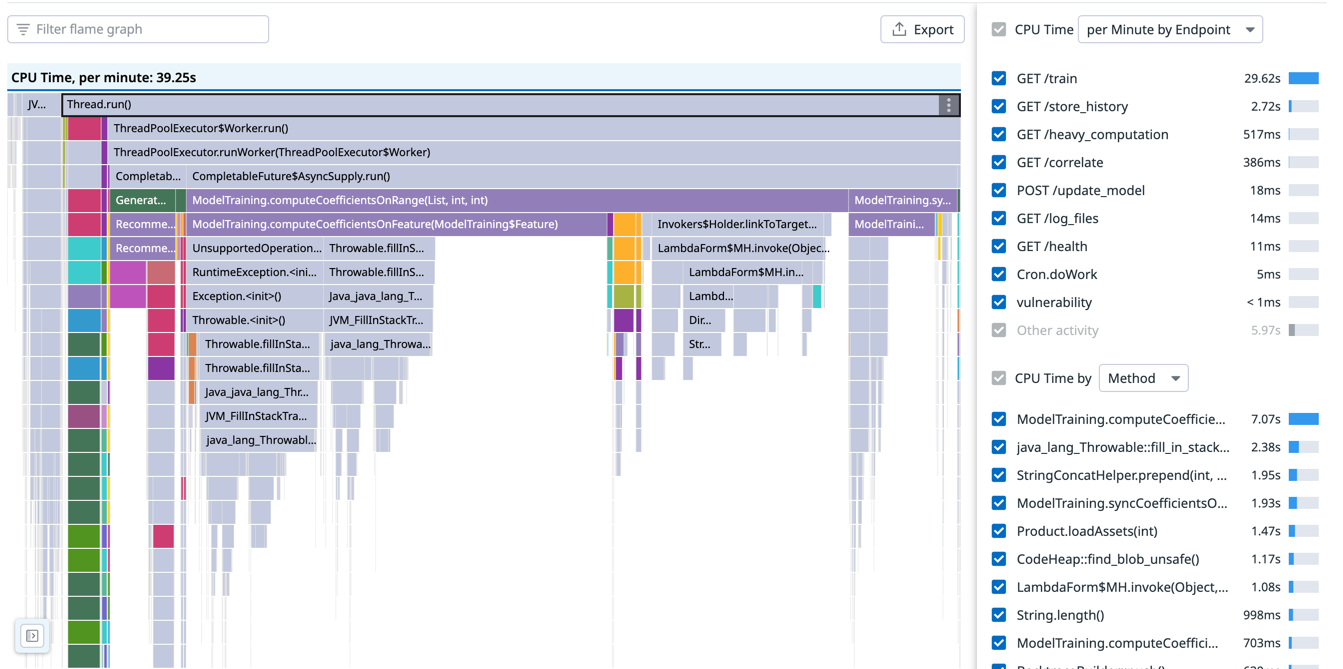 Filter flame graph
Export
CPU Time, per minute: 39.25s
JV... Thread.run()
ThreadPoolExecutor$Worker.run()
ThreadPoolExecutor.runWorker(ThreadPoolExecutor$Worker)
Completab... CompletableFuture$AsyncSupply.run()
Generat... ModelTraining.computeCoefficientsOnRange(List, int, int) ModelTraining.sy...
Recomme... ModelTraining.computeCoefficientsOnFeature(ModelTraining$Feature) Invokers$Holder.linkToTarget... ModelTraini...
Recomme... UnsupportedOperation... Throwable.fillInS... LambdaForm$MH.invoke(Objec...
RuntimeException.<ini... Throwable.fillInS... LambdaForm$MH.in...
Exception.<init>() Java_java_lang_T... Lambd...
Throwable.<init>() JVM_FillInStackTr... Dir...
Throwable.fillInSta... java_lang_Throwa... Str...
Throwable.fillInSta...
Java_java_lang_Thr...
JVM_FillInStackTra...
java_lang_Throwabl...
CPU Time per Minute by Endpoint
GET /train 29.62s
GET /store_history 2.72s
GET /heavy_computation 517ms
GET /correlate 386ms
POST /update_model 18ms
GET /log_files 14ms
GET /health 11ms
Cron.doWork 5ms
vulnerability < 1ms
Other activity 5.97s
CPU Time by Method
ModelTraining.computeCoefficie... 7.07s
java_lang_Throwable::fill_in_stack... 2.38s
StringConcatHelper.prepend(int, ... 1.95s
ModelTraining.syncCoefficientsO... 1.93s
Product.loadAssets(int) 1.47s
CodeHeap::find_blob_unsafe() 1.17s
LambdaForm$MH.invoke(Object,... 1.08s
String.length() 998ms
ModelTraining.computeCoeffici... 703ms